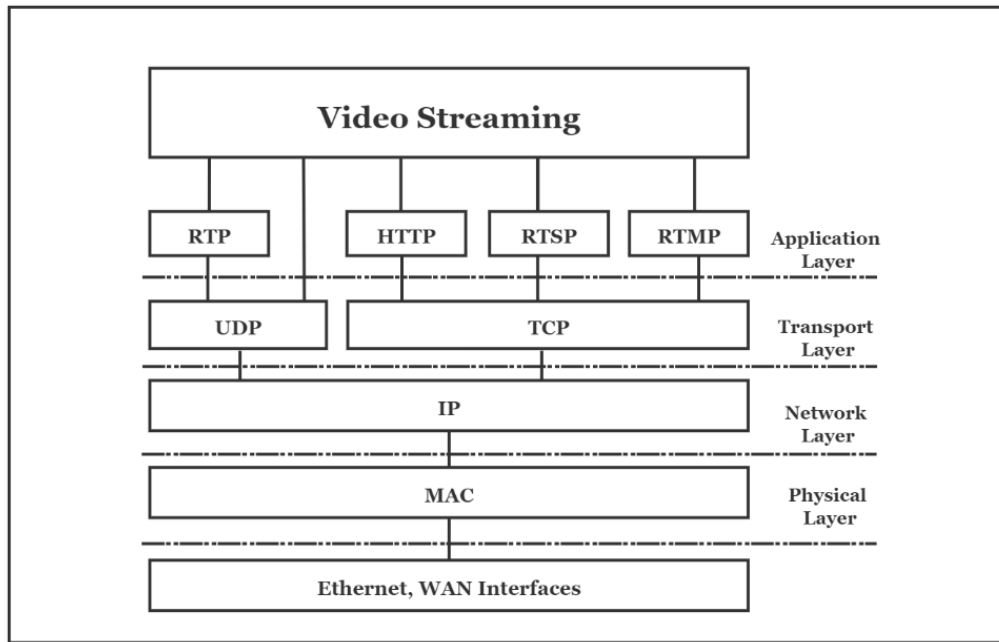 Video Streaming
RTP
HTTP
RTSP
RTMP
Application
Layer
UDP
TCP
Transport
Layer
IP
Network
Layer
MAC
Physical
Layer
Ethernet, WAN Interfaces